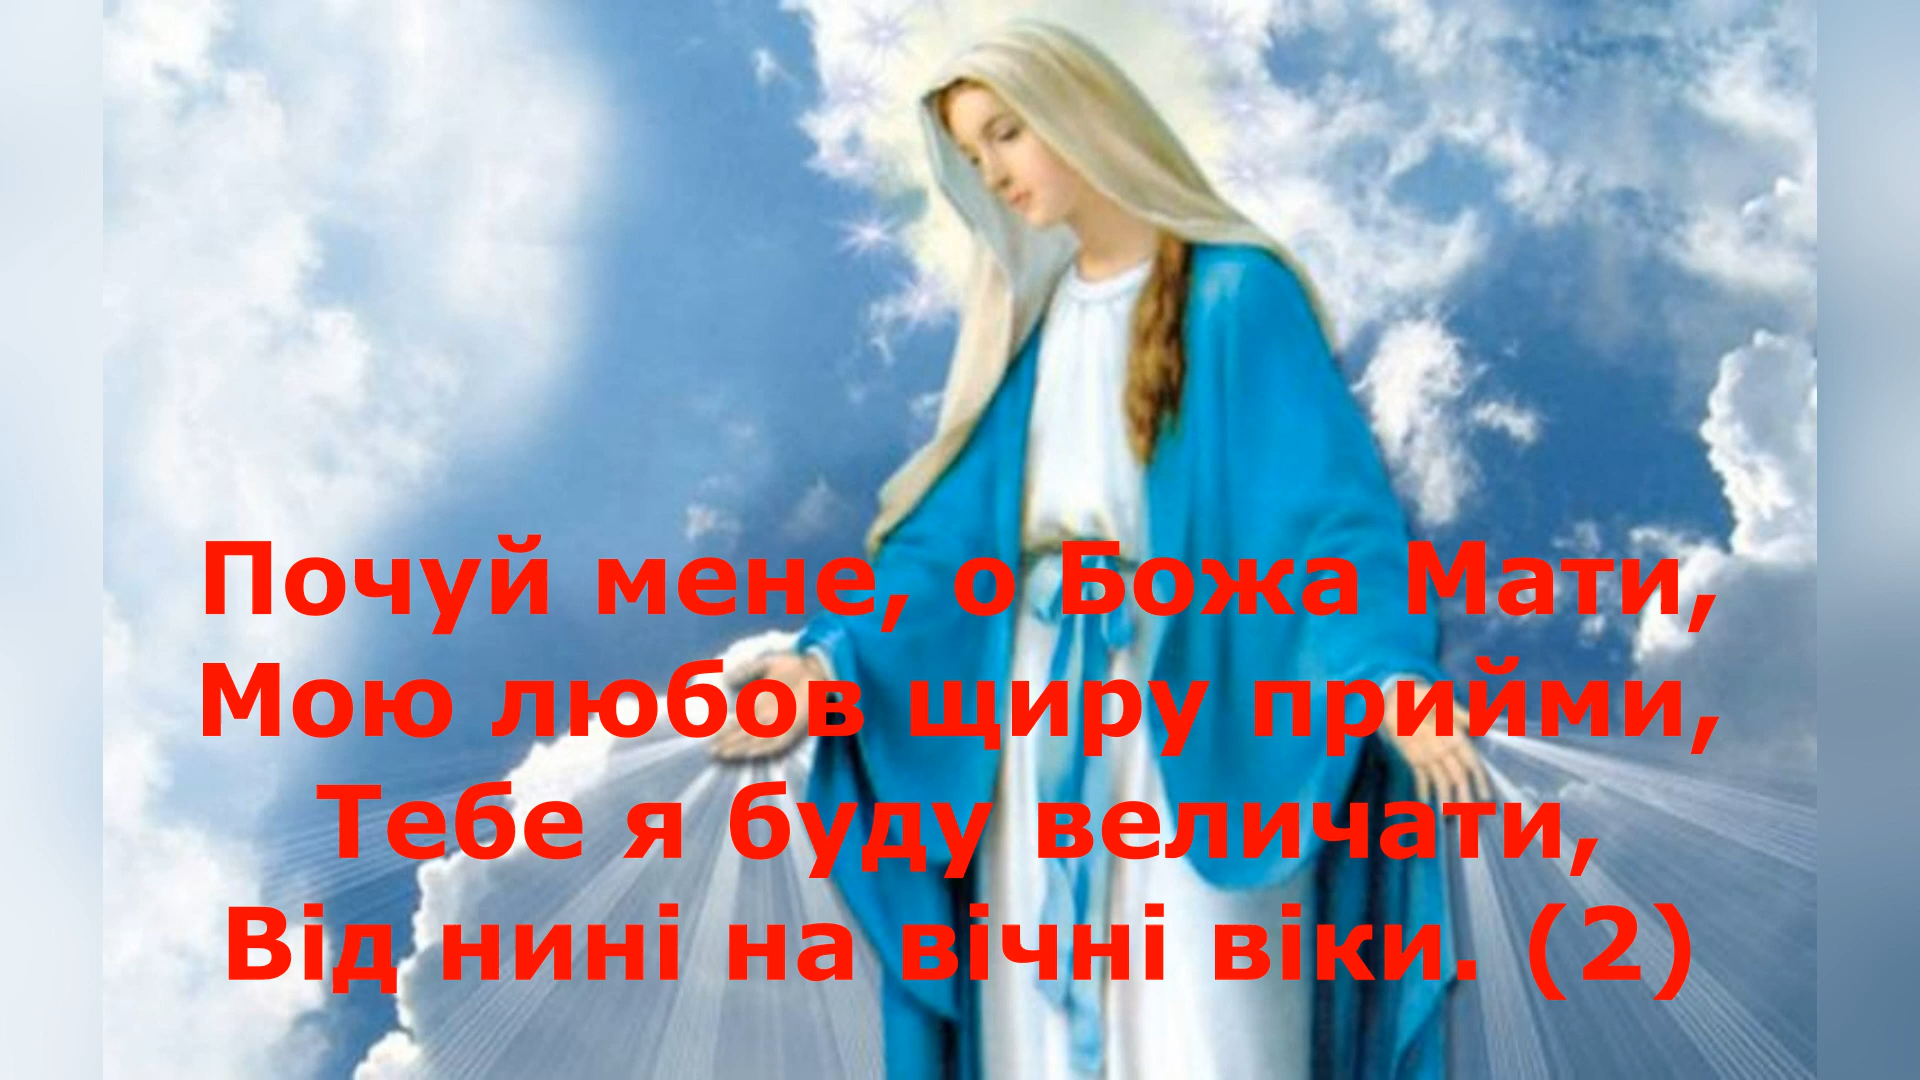 Почуй мене, о Божа Мати,
Мою любов щиру прийми,
Тебе я буду величати,
Від нині на вічні віки. (2)